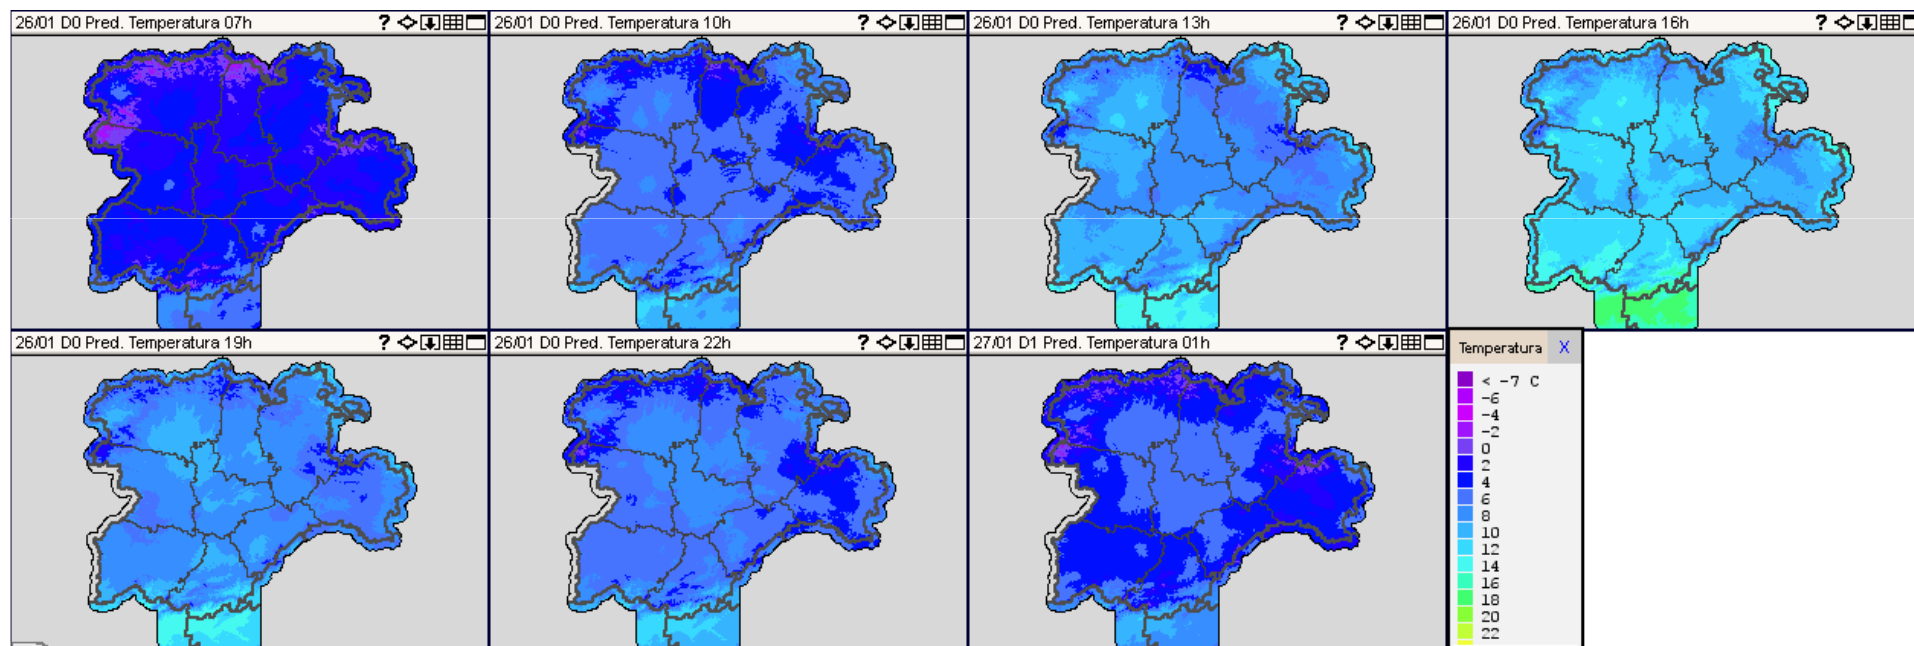 26/01 D0 Pred. Temperatura 07h ?
26/01 D0 Pred. Temperatura 10h ?
26/01 D0 Pred. Temperatura 13h ?
26/01 D0 Pred. Temperatura 16h ?
26/01 D0 Pred. Temperatura 19h ?
26/01 D0 Pred. Temperatura 22h ?
27/01 D1 Pred. Temperatura 01h ?
Temperatura X
< -7 C
-6
-4
-2
0
2
4
6
8
10
12
14
16
18
20
22